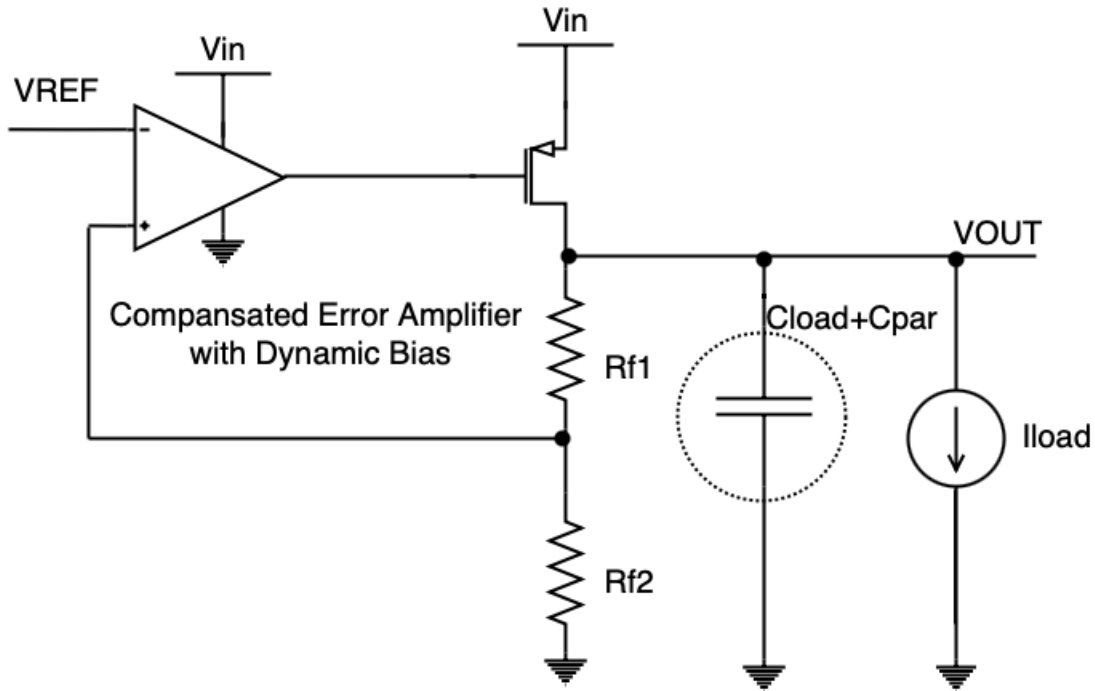 Vin
Vin
VREF
-
+
VOUT
Compansated Error Amplifier
with Dynamic Bias
Cload+Cpar
Rf1
Iload
Rf2